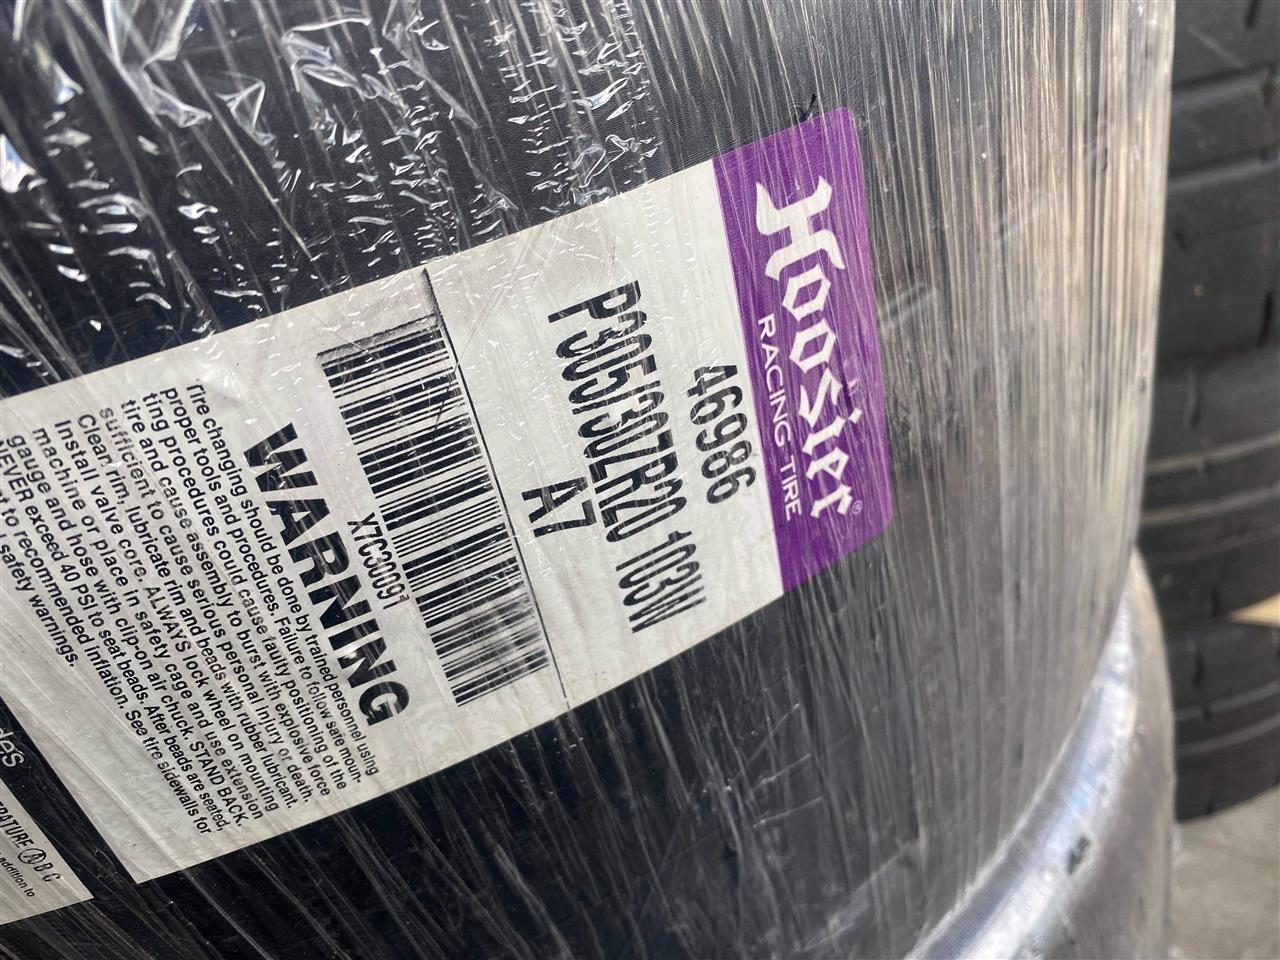 Hoosier®
RACING TIRE
46986
P305/30ZR20 103W
A7
X7C30091
WARNING
Tire changing should be done by trained personnel using
proper tools and procedures. Failure to follow safe moun-
ting procedures could cause faulty positioning of the
tire and cause assembly to burst with explosive force
sufficient to cause serious personal injury or death.
Clean rim, lubricate rim and beads with rubber lubricant.
Install valve core. ALWAYS lock wheel on mounting
machine or place in safety cage and use extension
gauge and hose with clip-on air chuck. STAND BACK.
NEVER exceed 40 PSI to seat beads. After beads are seated,
to recommended inflation. See tire sidewalls for
safety warnings.
A B C
addition to